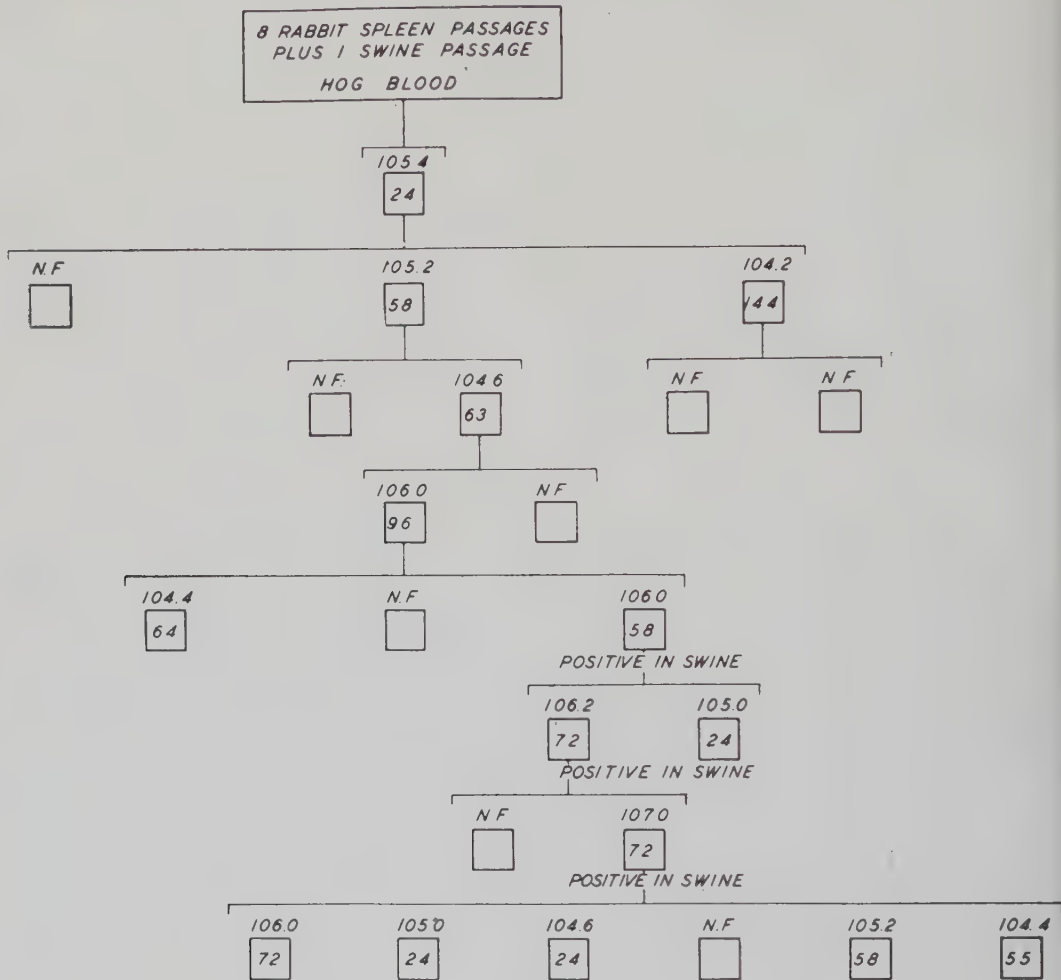 8 RABBIT SPLEEN PASSAGES
PLUS 1 SWINE PASSAGE
HOG BLOOD
105.4
24
N.F 105.2 104.2
58 144
N.F. 104.6 N F N F
63
106.0 N F
96
104.4 N.F 106.0
64 58
POSITIVE IN SWINE
106.2 105.0
72 24
POSITIVE IN SWINE
N F 107.0
72
POSITIVE IN SWINE
106.0 105.0 104.6 N.F 105.2 104.4
72 24 24 58 55